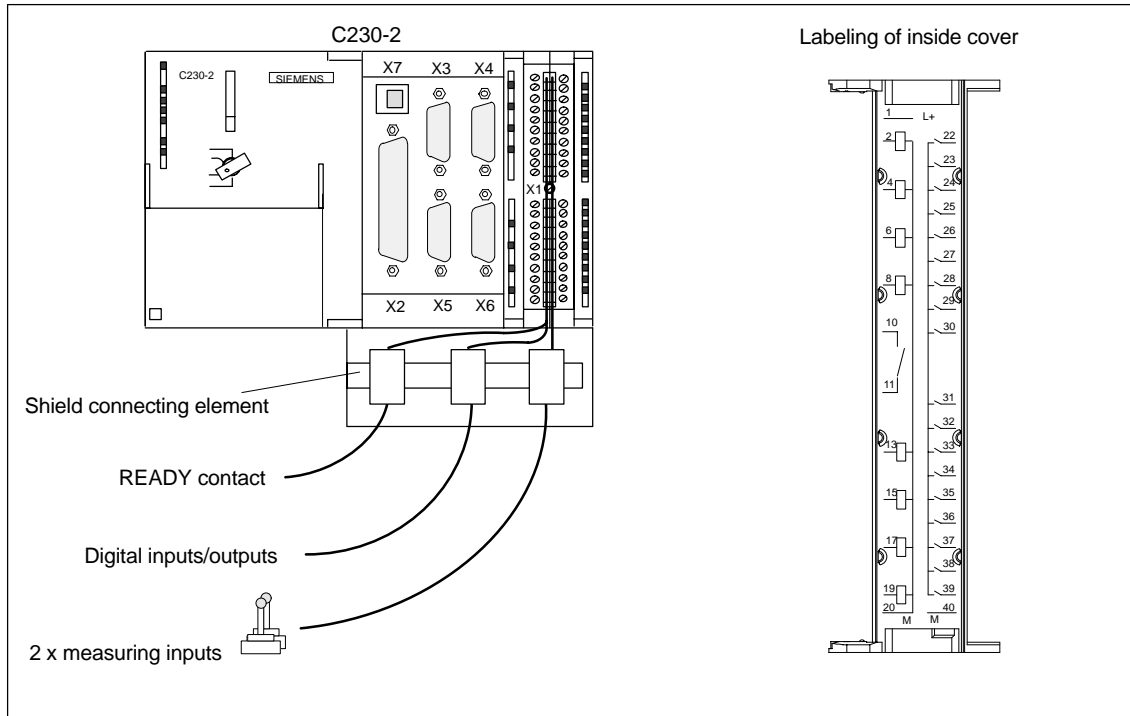 C230-2
C230-2
SIEMENS
X7 X3 X4
X1
X2 X5 X6
Shield connecting element
READY contact
Digital inputs/outputs
2 x measuring inputs
Labeling of inside cover
1 L+
2 22
23
4 24
25
6 26
27
8 28
29
10 30
11
31
32
13 33
34
15 35
36
17 37
38
19 39
20 40
M M